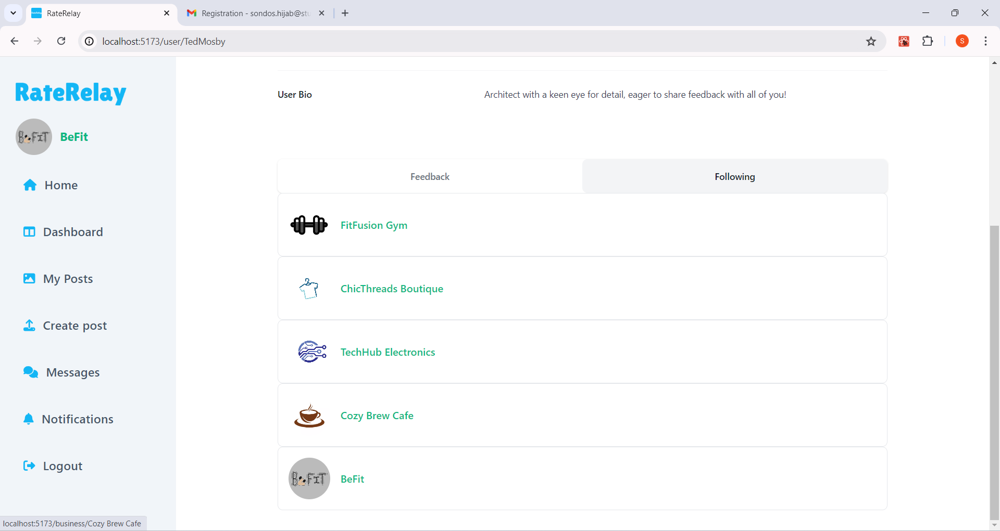 RateRelay
Registration - sondos.hijab@stu
localhost:5173/user/TedMosby
S
RateRelay
BeFiT
BeFit
Home
Dashboard
My Posts
Create post
Messages
Notifications
Logout
User Bio
Architect with a keen eye for detail, eager to share feedback with all of you!
Feedback
Following
FitFusion Gym
ChicThreads Boutique
TechHub Electronics
Cozy Brew Cafe
BeFiT
BeFit
localhost:5173/business/Cozy Brew Cafe